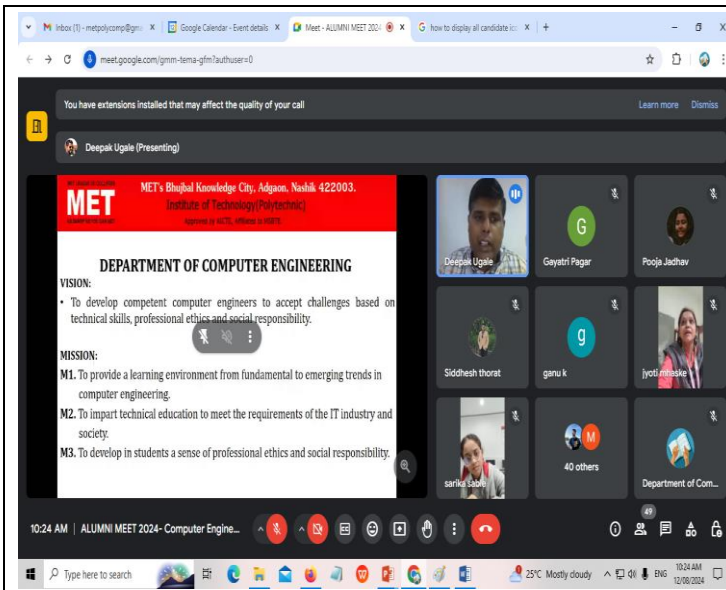 Inbox (1) - metpolycomp@gm
Google Calendar - Event details
Meet - ALUMNI MEET 2024
how to display all candidate ic
meet.google.com/gmm-tema-gfm?authuser=0
You have extensions installed that may affect the quality of your call
Learn more
Dismiss
Deepak Ugale (Presenting)
MET
MET's Bhujbal Knowledge City, Adgaon, Nashik 422003.
Institute of Technology(Polytechnic)
Approved by AICTE, Affiliated to MSBTE
DEPARTMENT OF COMPUTER ENGINEERING
VISION:
• To develop competent computer engineers to accept challenges based on
technical skills, professional ethics and social responsibility.
MISSION:
M1. To provide a learning environment from fundamental to emerging trends in
computer engineering.
M2. To impart technical education to meet the requirements of the IT industry and
society.
M3. To develop in students a sense of professional ethics and social responsibility.
Deepak Ugale
G
Gayatri Pagar
Pooja Jadhav
Siddhesh thorat
g
ganu k
jyoti mhaske
sarika sable
M
40 others
Department of Com...
10:24 AM | ALUMNI MEET 2024- Computer Engine...
49
Type here to search
25°C Mostly cloudy
ENG
10:24 AM
12/08/2024